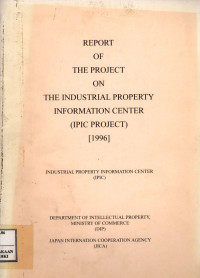 REPORT
OF
THE PROJECT
ON
THE INDUSTRIAL PROPERTY
INFORMATION CENTER
(IPIC PROJECT)
[1996]
INDUSTRIAL PROPERTY INFORMATION CENTER
(IPIC)
DEPARTMENT OF INTELLECTUAL PROPERTY,
MINISTRY OF COMMERCE
(DIP)
JAPAN INTERNATION COOPERATION AGENCY
(JICA)